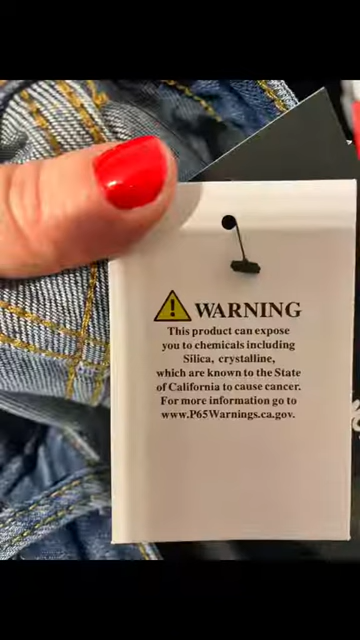 WARNING
This product can expose
you to chemicals including
Silica, crystalline,
which are known to the State
of California to cause cancer.
For more information go to
www.P65Warnings.ca.gov.